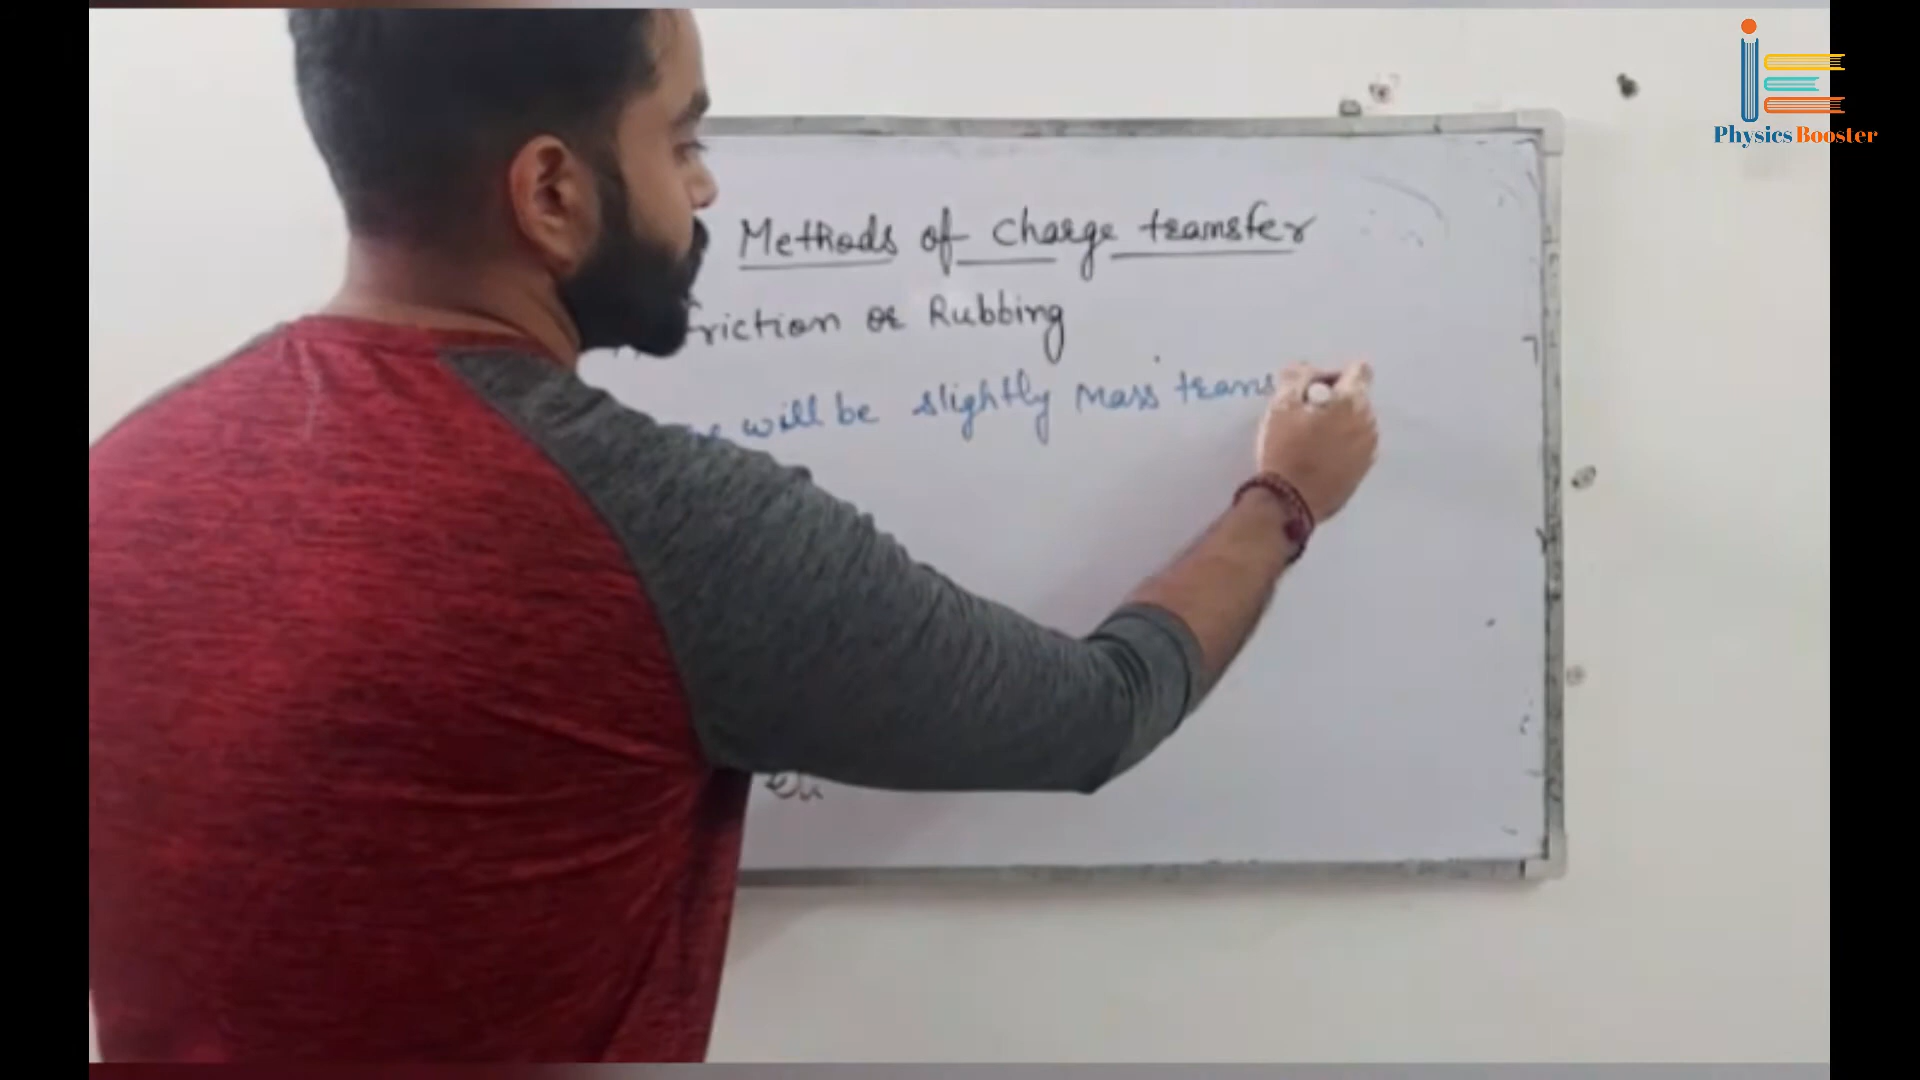 Physics Booster
Methods of charge transfer
friction or Rubbing
will be slightly mass trans